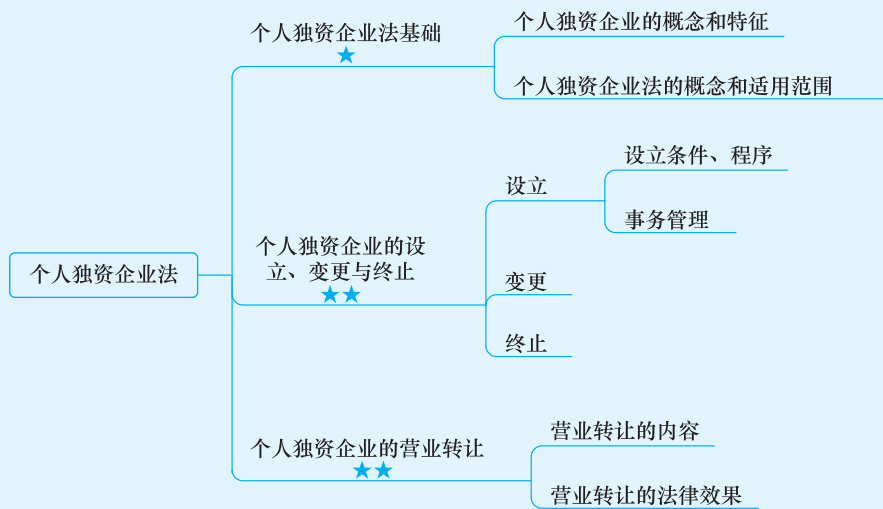 个人独资企业法
个人独资企业法基础
★
个人独资企业的概念和特征
个人独资企业法的概念和适用范围
个人独资企业的设
立、变更与终止
★★
设立
设立条件、程序
事务管理
变更
终止
个人独资企业的营业转让
★★
营业转让的内容
营业转让的法律效果